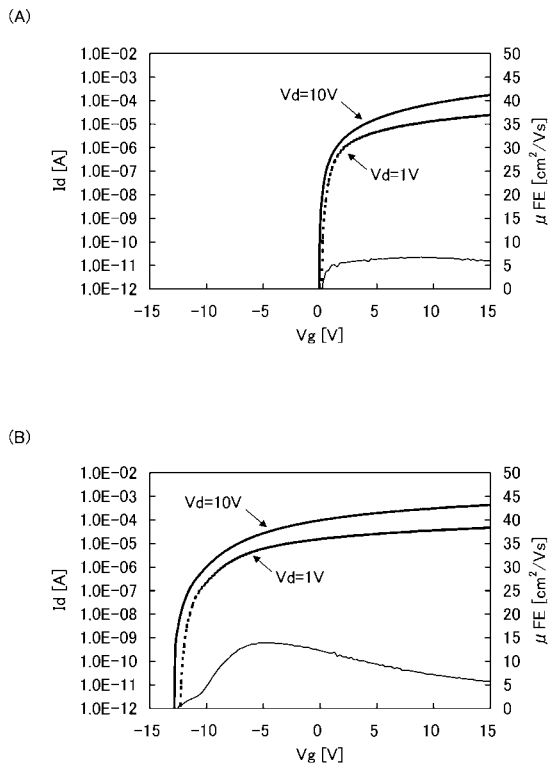 (A)
1.0E-02
1.0E-03
1.0E-04
1.0E-05
1.0E-06
1.0E-07
1.0E-08
1.0E-09
1.0E-10
1.0E-11
1.0E-12
Id [A]
Vd=10V
Vd=1V
50
45
40
35
30
25
20
15
10
5
0
μ FE [cm²/Vs]
-15 -10 -5 0 5 10 15
Vg [V]
(B)
1.0E-02
1.0E-03
1.0E-04
1.0E-05
1.0E-06
1.0E-07
1.0E-08
1.0E-09
1.0E-10
1.0E-11
1.0E-12
Id [A]
Vd=10V
Vd=1V
50
45
40
35
30
25
20
15
10
5
0
μ FE [cm²/Vs]
-15 -10 -5 0 5 10 15
Vg [V]